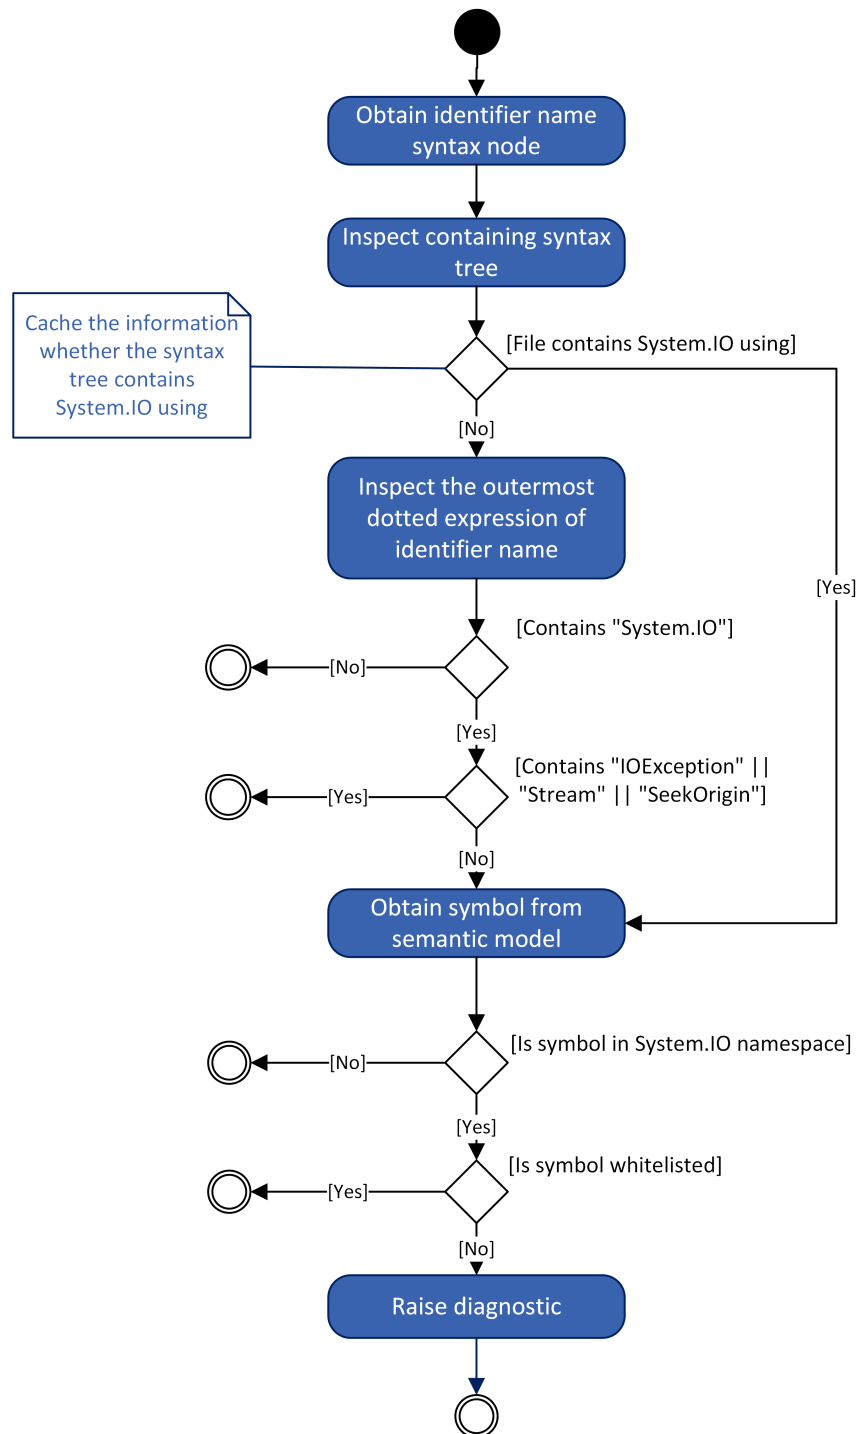 Obtain identifier name
syntax node
Inspect containing syntax
tree
Cache the information
whether the syntax
tree contains
System.IO using
[File contains System.IO using]
[No]
Inspect the outermost
dotted expression of
identifier name
[Yes]
[Contains "System.IO"]
[No]
[Yes]
[Contains "IOException" ||
"Stream" || "SeekOrigin"]
[Yes]
[No]
Obtain symbol from
semantic model
[Is symbol in System.IO namespace]
[No]
[Yes]
[Is symbol whitelisted]
[Yes]
[No]
Raise diagnostic